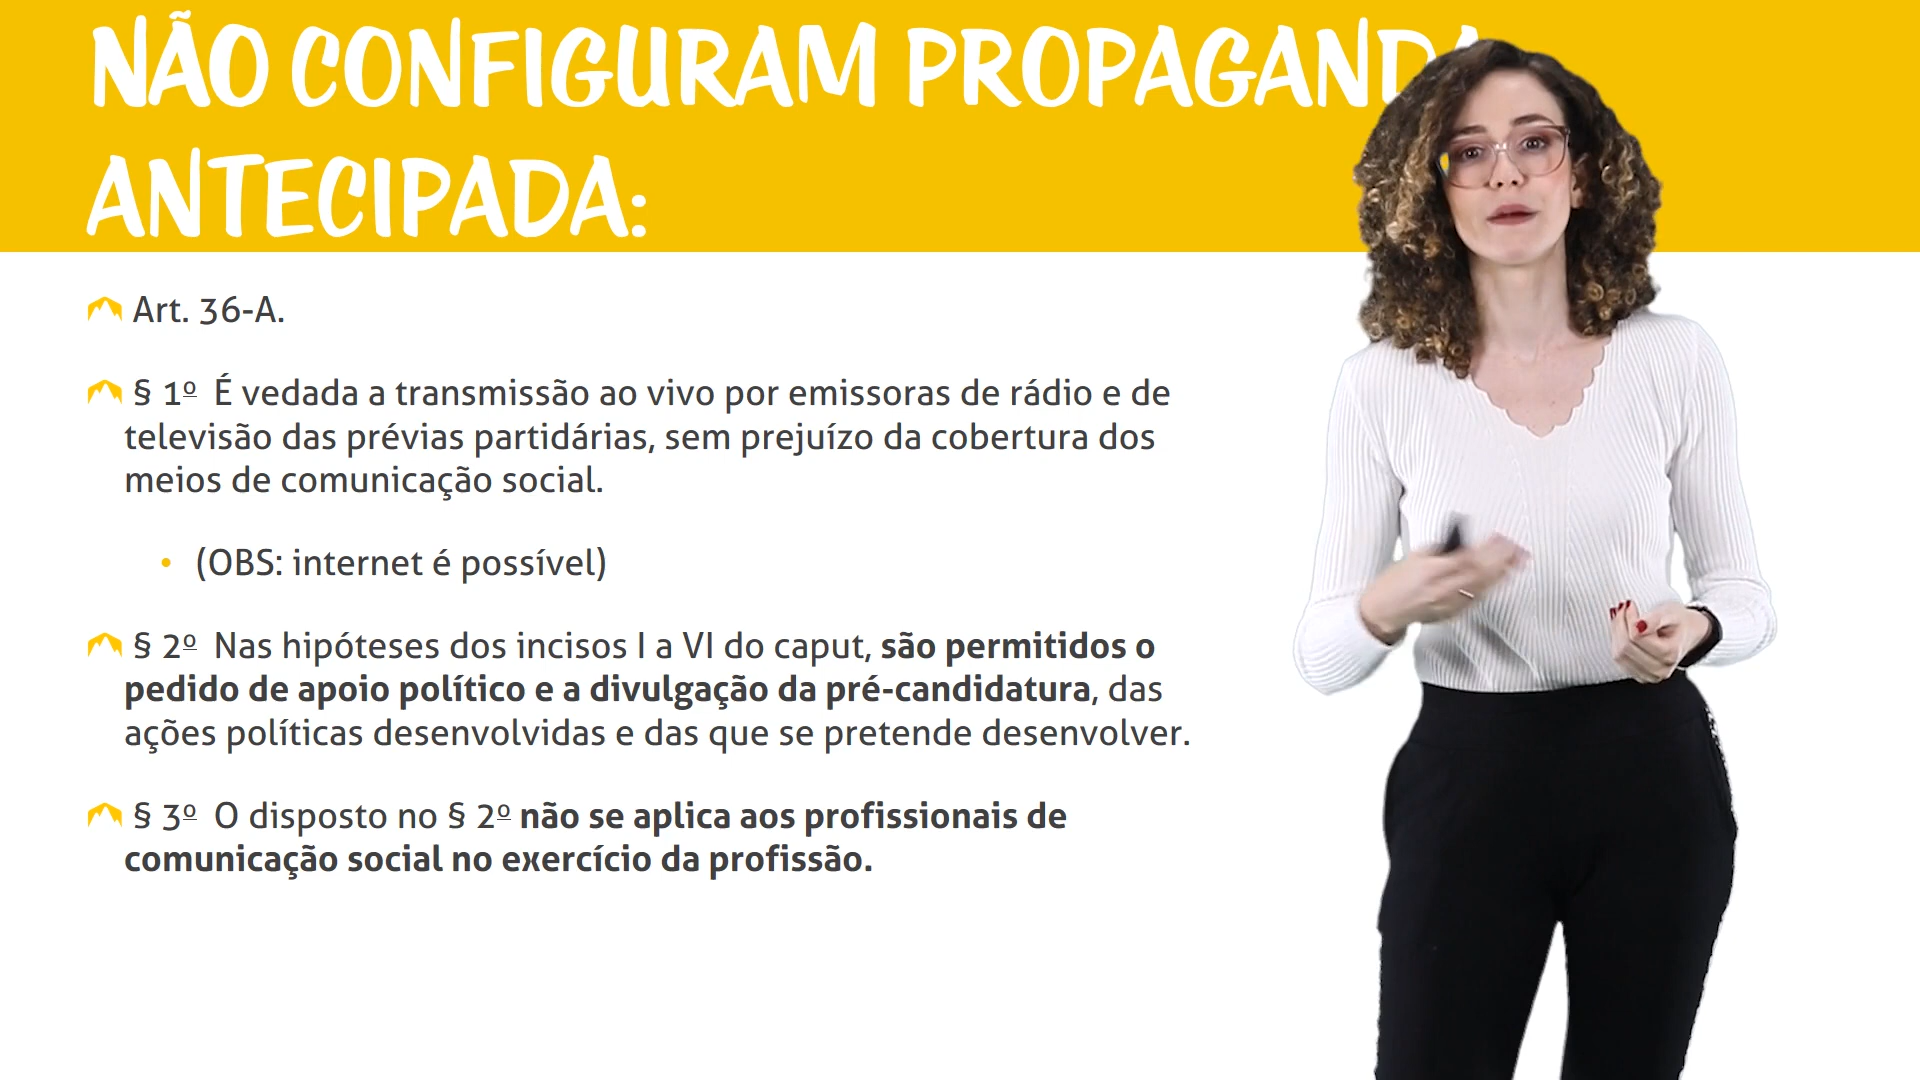 NÃO CONFIGURAM
ANTECIPADA:
Art. 36-A.
§ 1º É vedada a transmissão ao vivo por emissoras de rádio e de
televisão das prévias partidárias, sem prejuízo da cobertura dos
meios de comunicação social.
(OBS: internet é possível)
§ 2º Nas hipóteses dos incisos I a VI do caput, são permitidos o
pedido de apoio político e a divulgação da pré-candidatura, das
ações políticas desenvolvidas e das que se pretende desenvolver.
§ 3º O disposto no § 2º não se aplica aos profissionais de
comunicação social no exercício da profissão.